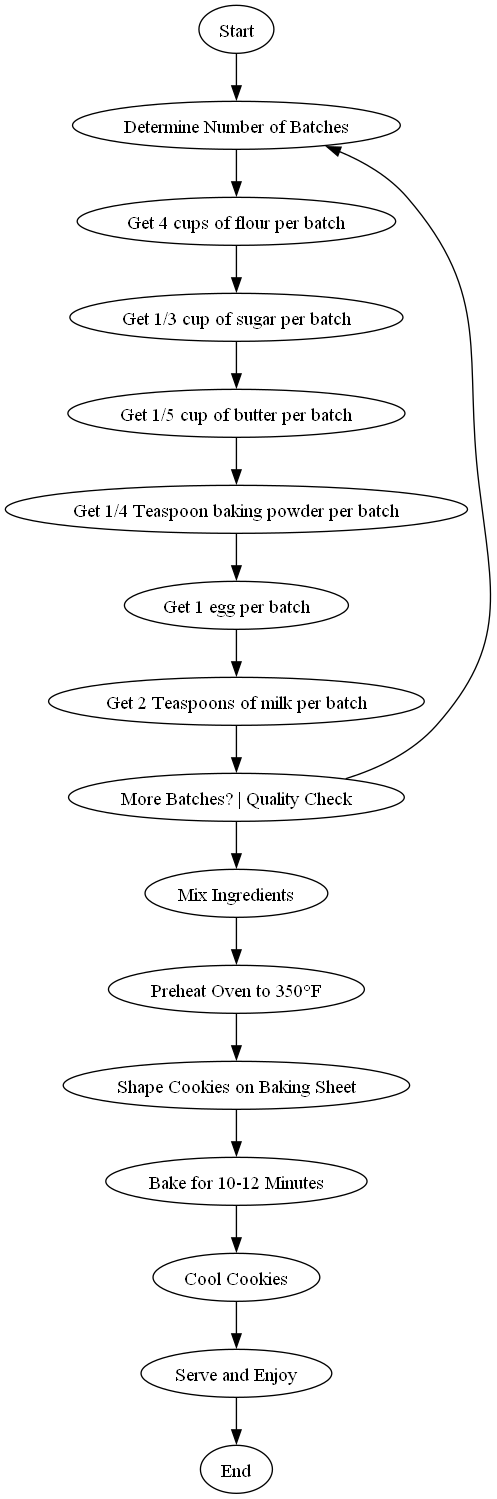 Start
Determine Number of Batches
Get 4 cups of flour per batch
Get 1/3 cup of sugar per batch
Get 1/5 cup of butter per batch
Get 1/4 Teaspoon baking powder per batch
Get 1 egg per batch
Get 2 Teaspoons of milk per batch
More Batches? | Quality Check
Mix Ingredients
Preheat Oven to 350°F
Shape Cookies on Baking Sheet
Bake for 10-12 Minutes
Cool Cookies
Serve and Enjoy
End